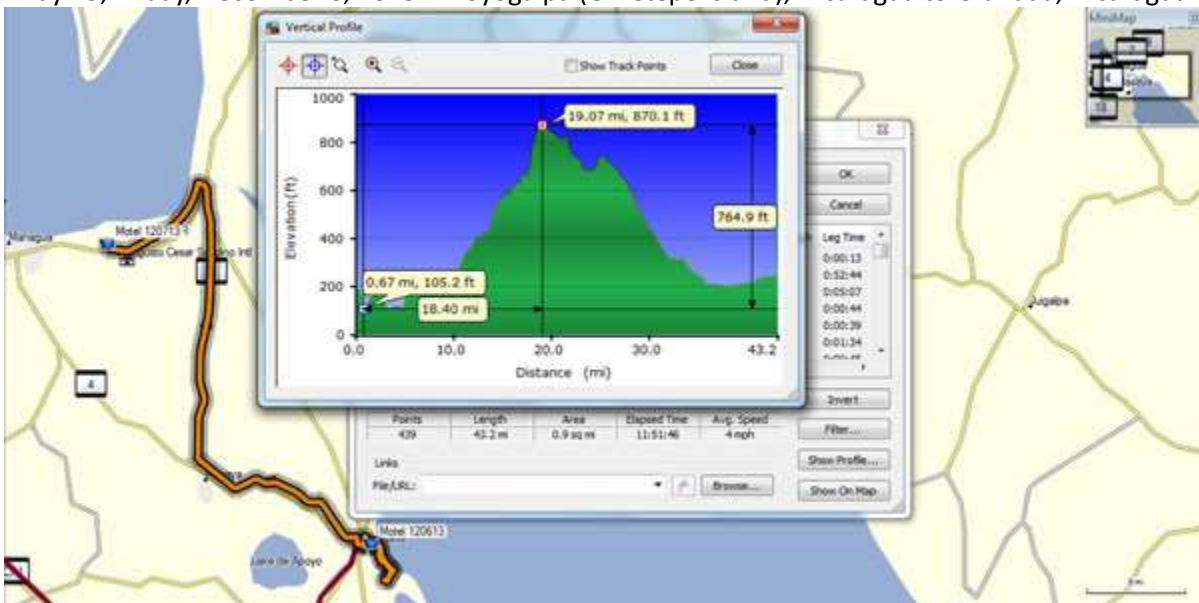 Vertical Profile
MiniMap
Show Track Points
Close
1000
800
600
400
200
0
Elevation (ft)
19.07 mi, 870.1 ft
764.9 ft
0.67 mi, 105.2 ft
18.40 mi
0.0
10.0
20.0
30.0
43.2
Distance (mi)
OK
Cancel
Leg Time
0:00:13
0:52:44
0:05:07
0:00:44
0:00:39
0:01:34
Invert
Filter...
Show Profile...
Show On Map
Points
Length
Area
Elapsed Time
Avg. Speed
439
43.2 mi
0.9 sq mi
11:51:46
4 mph
Links
File/URL:
Browse...
Managua
Motel 120713
Cesar
Intl
4
Motel 120613
de Apoyo
Juigalpa